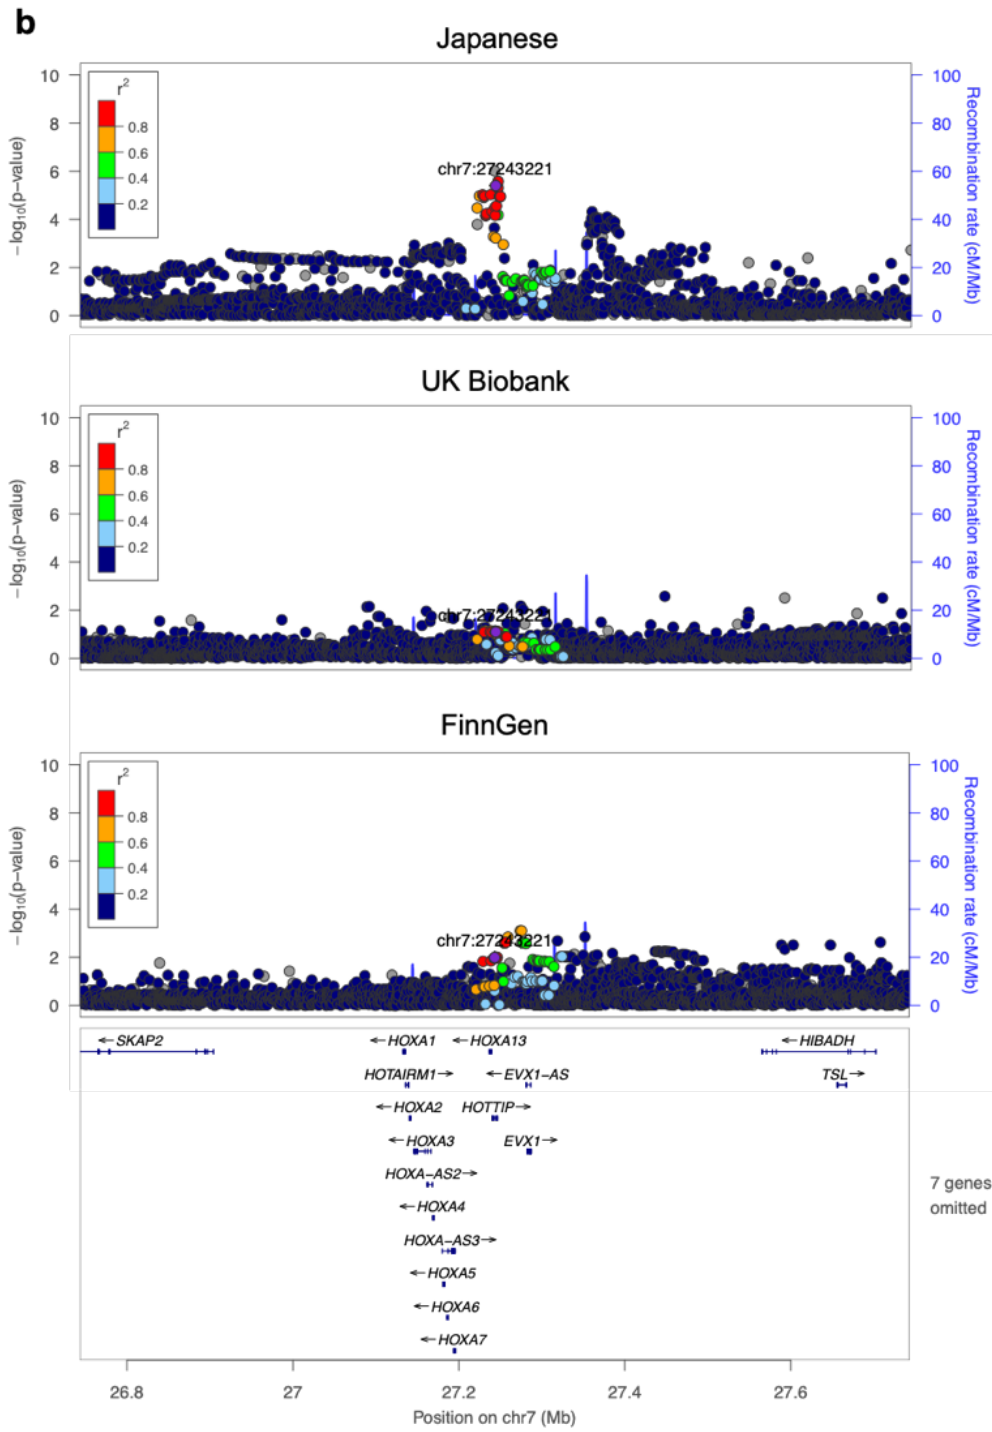 b
Japanese
r2
0.8
0.6
0.4
0.2
chr7:27243221
10
8
6
4
2
0
−log10(p−value)
100
80
60
40
20
0
Recombination rate (cM/Mb)
UK Biobank
r2
0.8
0.6
0.4
0.2
chr7:27243221
10
8
6
4
2
0
−log10(p−value)
100
80
60
40
20
0
Recombination rate (cM/Mb)
FinnGen
r2
0.8
0.6
0.4
0.2
chr7:27243221
10
8
6
4
2
0
−log10(p−value)
100
80
60
40
20
0
Recombination rate (cM/Mb)
←SKAP2 ←HOXA1 ←HOXA13 ←HIBADH
HOTAIRM1→ ←EVX1−AS TSL→
←HOXA2 HOTTIP→
←HOXA3 EVX1→
HOXA−AS2→
←HOXA4
HOXA−AS3→
←HOXA5
←HOXA6
←HOXA7
7 genes
omitted
26.8 27 27.2 27.4 27.6
Position on chr7 (Mb)